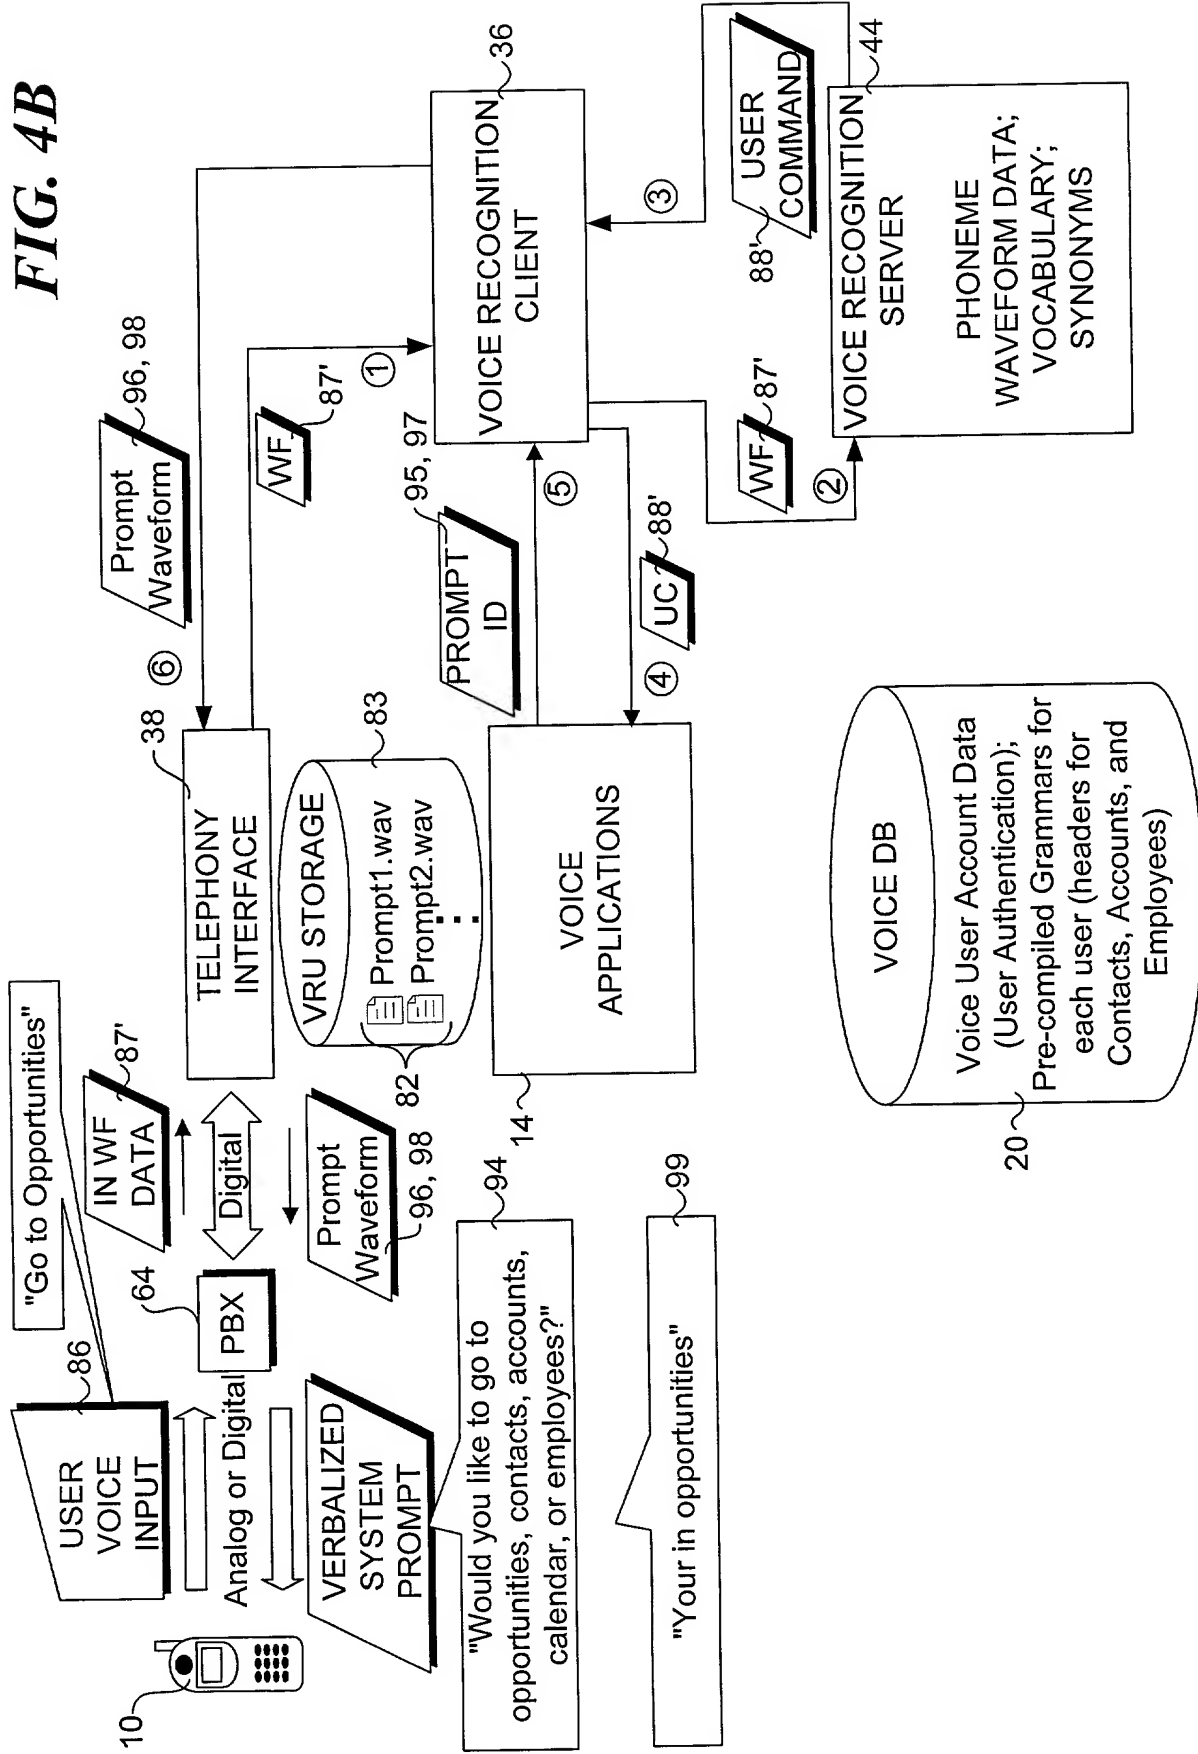 FIG. 4B
"Go to Opportunities"
USER
VOICE
INPUT
86
64
IN WF
DATA
87'
38
⑥
Prompt
Waveform
96, 98
36
10
Analog or Digital
PBX
Digital
TELEPHONY
INTERFACE
WF
87'
①
VOICE RECOGNITION
CLIENT
VERBALIZED
SYSTEM
PROMPT
Prompt
Waveform
96, 98
VRU STORAGE
83
Prompt1.wav
Prompt2.wav
82
PROMPT
ID
95, 97
⑤
③
USER
COMMAND
88'
94
"Would you like to go to
opportunities, contacts, accounts,
calendar, or employees?"
14
VOICE
APPLICATIONS
④
UC
88'
②
WF
87'
44
VOICE RECOGNITION
SERVER
PHONEME
WAVEFORM DATA;
VOCABULARY;
SYNONYMS
99
"Your in opportunities"
20
VOICE DB
Voice User Account Data
(User Authentication);
Pre-compiled Grammars for
each user (headers for
Contacts, Accounts, and
Employees)